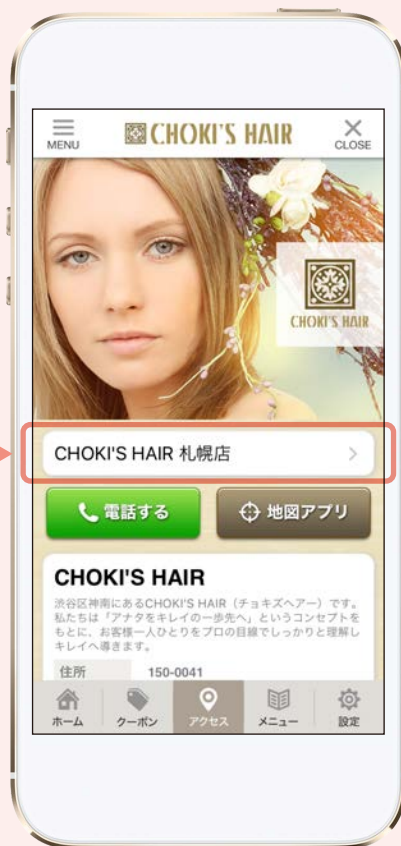 MENU
CHOKI'S HAIR
CLOSE
CHOKI'S HAIR
CHOKI'S HAIR 札幌店
電話する
地図アプリ
CHOKI'S HAIR
渋谷区神南にあるCHOKI'S HAIR（チョキズヘアー）です。
私たちは「アナタをキレイの一歩先へ」というコンセプトを
もとに、お客様一人ひとりをプロの目線でしっかりと理解し
キレイへ導きます。
住所 150-0041
ホーム クーポン アクセス メニュー 設定